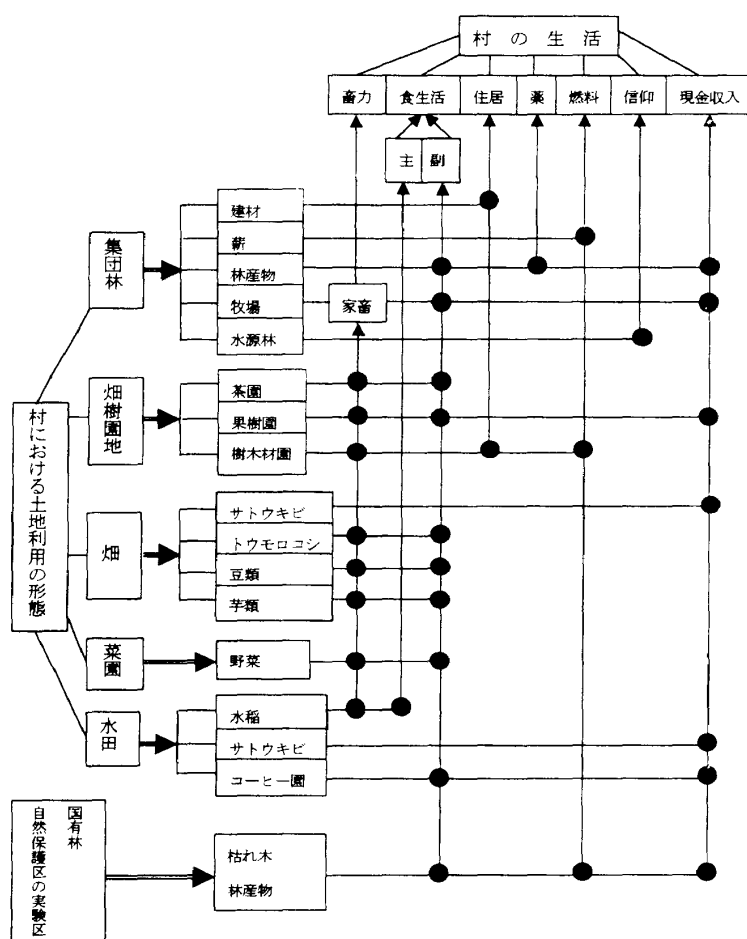 村の生活
畜力 食生活 住居 薬 燃料 信仰 現金収入
主 副
村における土地利用の形態
集団林
建材
薪
林産物
牧場
家畜
水源林
畑樹園地
茶園
果樹園
樹木材園
畑
サトウキビ
トウモロコシ
豆類
芋類
菜園
野菜
水田
水稲
サトウキビ
コーヒー園
国有林
自然保護区の実験区
枯れ木
林産物